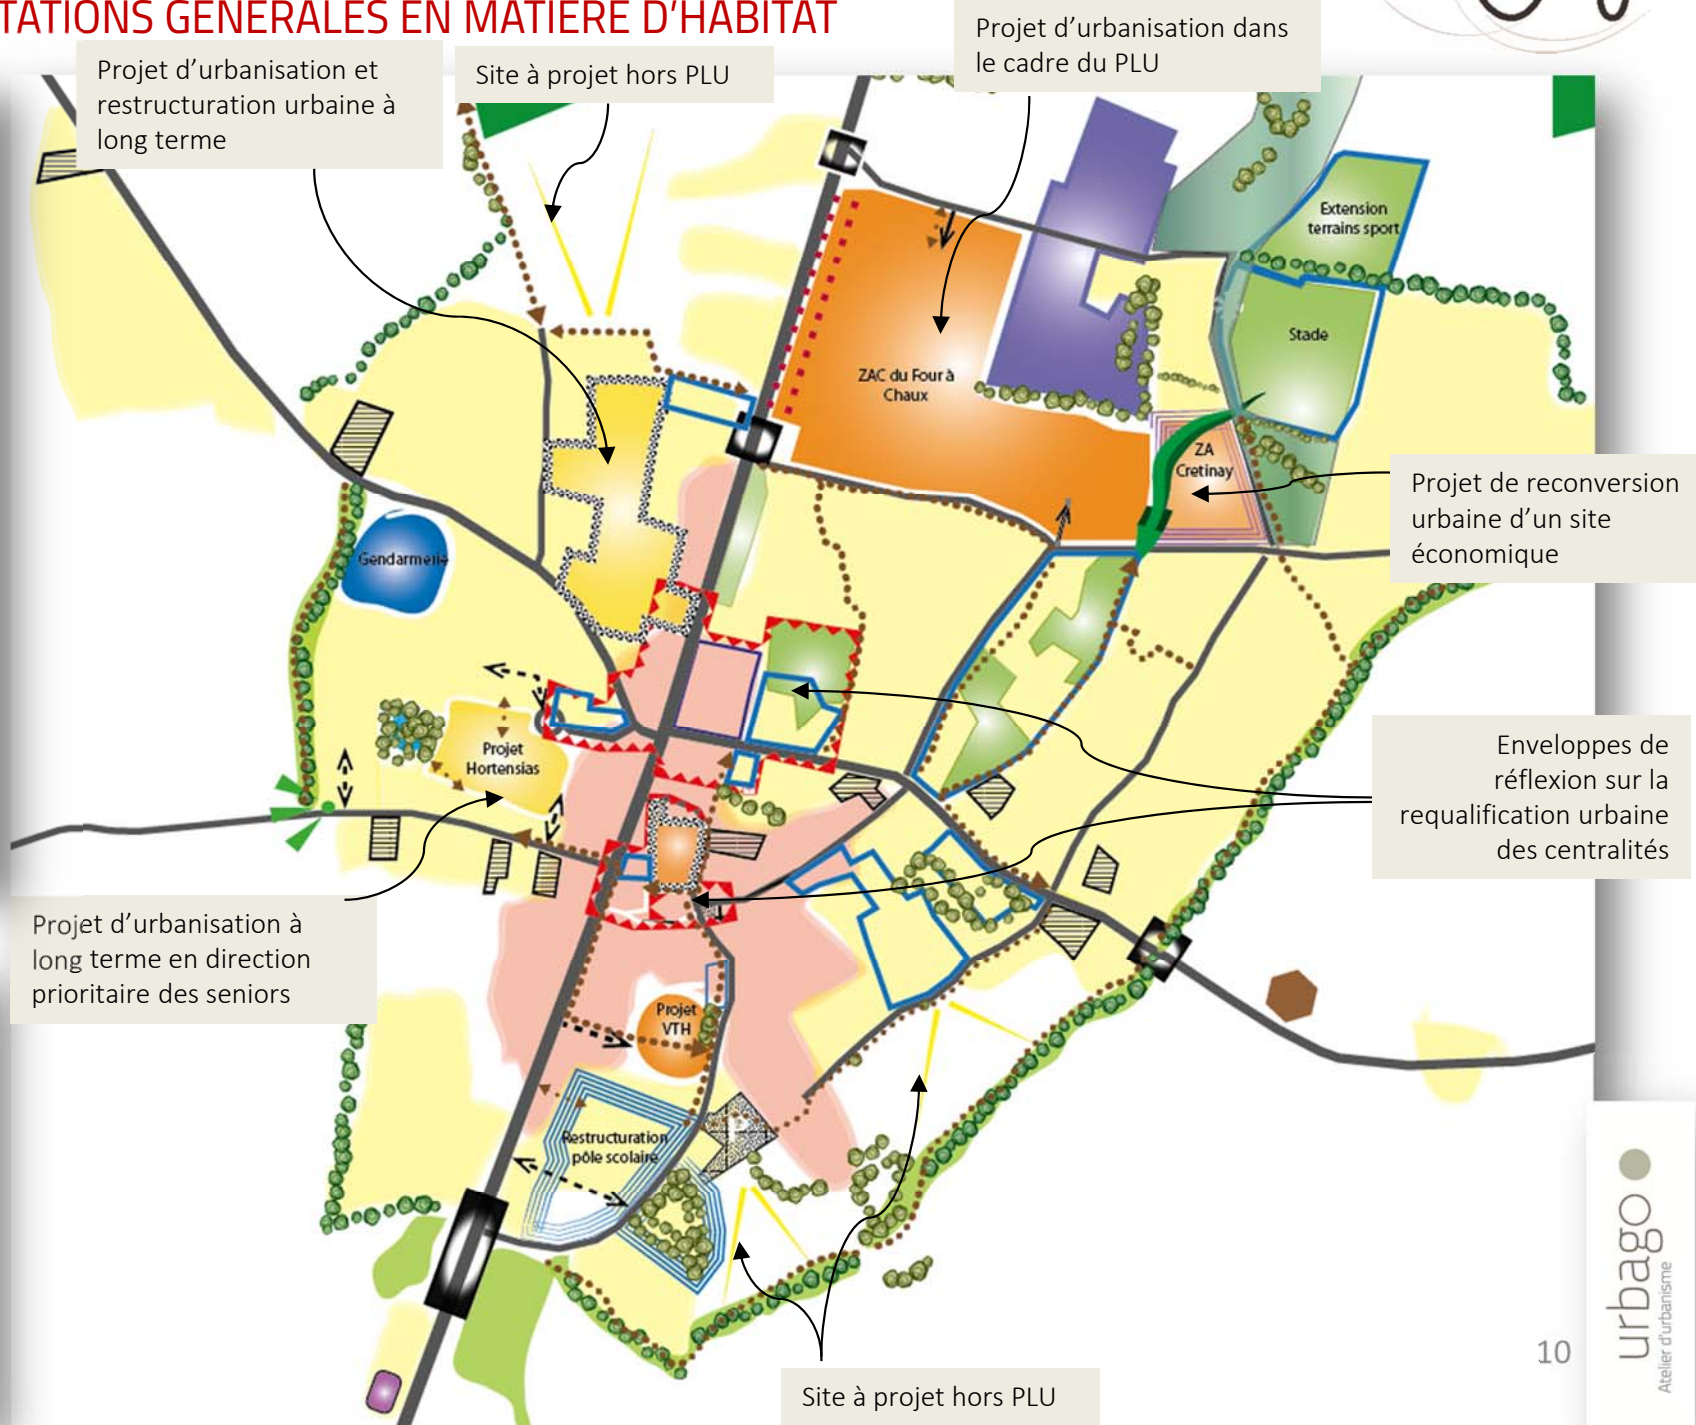 TATIONS GENERALES EN MATIERE D'HABITAT
Projet d'urbanisation et
restructuration urbaine à
long terme
Site à projet hors PLU
Projet d'urbanisation dans
le cadre du PLU
Extension
terrains sport
Stade
ZAC du Four à
Chaux
ZA
Cretinay
Projet de reconversion
urbaine d'un site
économique
Gendarmerie
Projet
Hortensias
Enveloppes de
réflexion sur la
requalification urbaine
des centralités
Projet d'urbanisation à
long terme en direction
prioritaire des seniors
Projet
VTH
Restructuration
pôle scolaire
Site à projet hors PLU
10
urbago
Atelier d'urbanisme